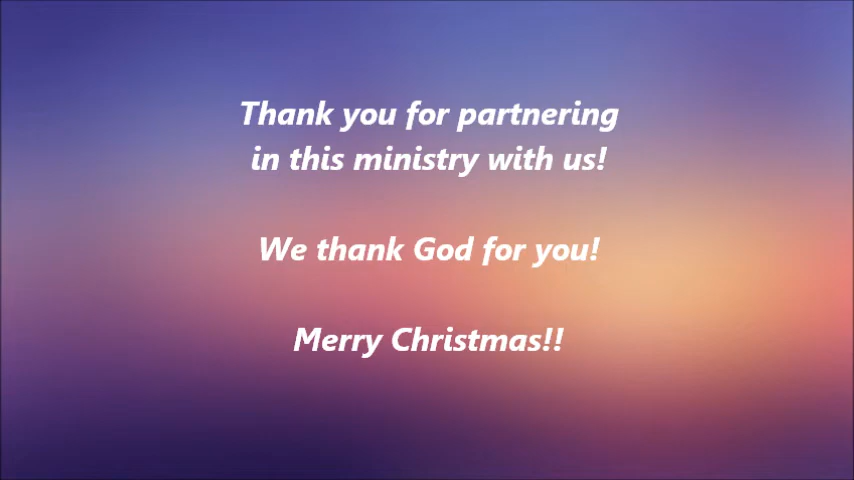 Thank you for partnering
in this ministry with us!
We thank God for you!
Merry Christmas!!